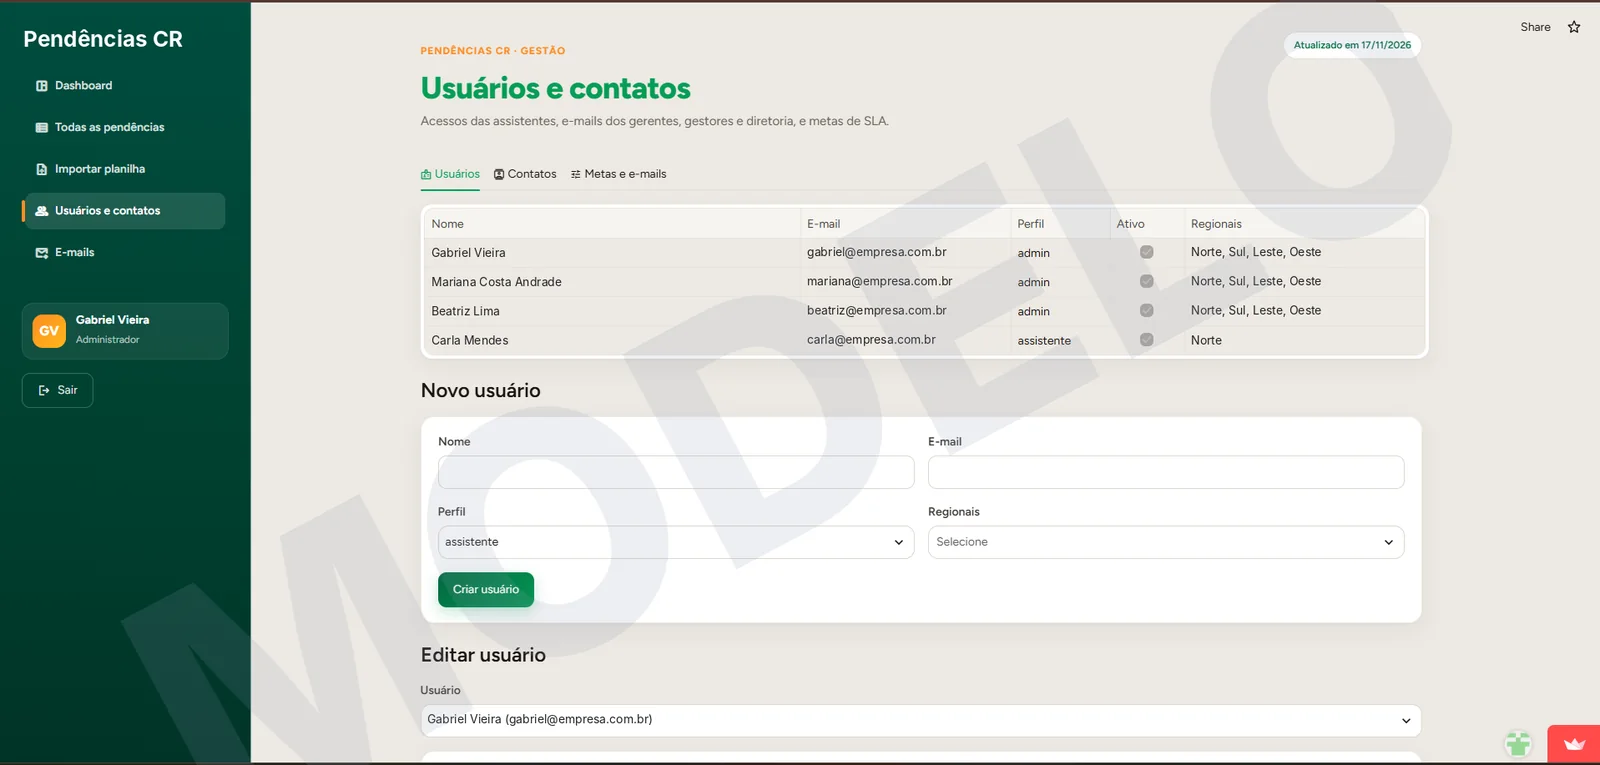 Pendências CR
Dashboard
Todas as pendências
Importar planilha
Usuários e contatos
E-mails
GV
Gabriel Vieira
Administrador
Sair
Share
PENDÊNCIAS CR · GESTÃO
Atualizado em 17/11/2026
Usuários e contatos
Acessos das assistentes, e-mails dos gerentes, gestores e diretoria, e metas de SLA.
Usuários Contatos Metas e e-mails
Nome E-mail Perfil Ativo Regionais
Gabriel Vieira gabriel@empresa.com.br admin Norte, Sul, Leste, Oeste
Mariana Costa Andrade mariana@empresa.com.br admin Norte, Sul, Leste, Oeste
Beatriz Lima beatriz@empresa.com.br admin Norte, Sul, Leste, Oeste
Carla Mendes carla@empresa.com.br assistente Norte
Novo usuário
Nome E-mail
Perfil Regionais
assistente Selecione
Criar usuário
Editar usuário
Usuário
Gabriel Vieira (gabriel@empresa.com.br)
MODELO